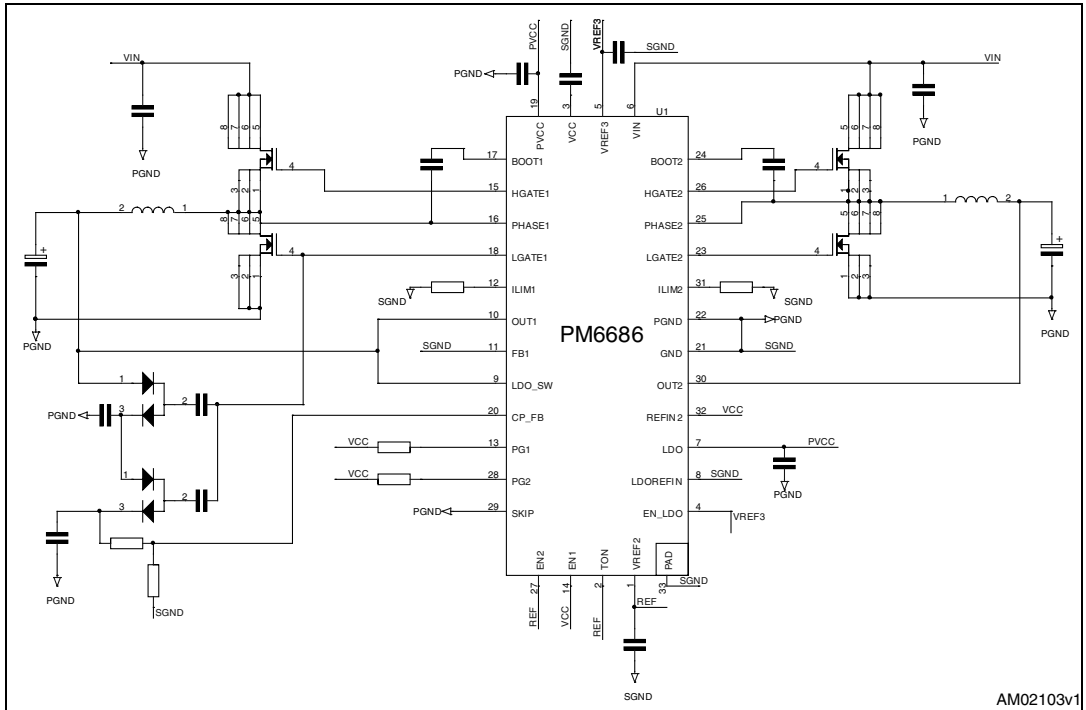 PVCC
SGND
VREF3
SGND
VIN
PGND
VIN
PGND
PGND
19
3
5
6
U1
PVCC
VCC
VREF3
VIN
8
7
6
5
4
3
2
1
5
6
7
8
4
1
2
3
17
BOOT1
BOOT2
24
15
HGATE1
HGATE2
26
2
1
8
7
6
5
16
PHASE1
PHASE2
25
5
6
7
8
1
2
18
LGATE1
LGATE2
23
4
4
3
2
1
1
2
3
+
+
SGND
12
ILIM1
ILIM2
31
SGND
PGND
10
OUT1
PGND
22
PGND
PGND
PM6686
SGND
11
FB1
GND
21
SGND
9
LDO_SW
OUT2
30
1
2
3
PGND
20
CP_FB
REFIN2
32
VCC
VCC
13
PG1
LDO
7
PVCC
VCC
28
PG2
LDOREFIN
8
SGND
PGND
1
2
3
PGND
29
SKIP
EN_LDO
4
VREF3
EN2
EN1
TON
VREF2
PAD
27
14
2
1
33
SGND
REF
VCC
REF
REF
PGND
SGND
SGND
AM02103v1